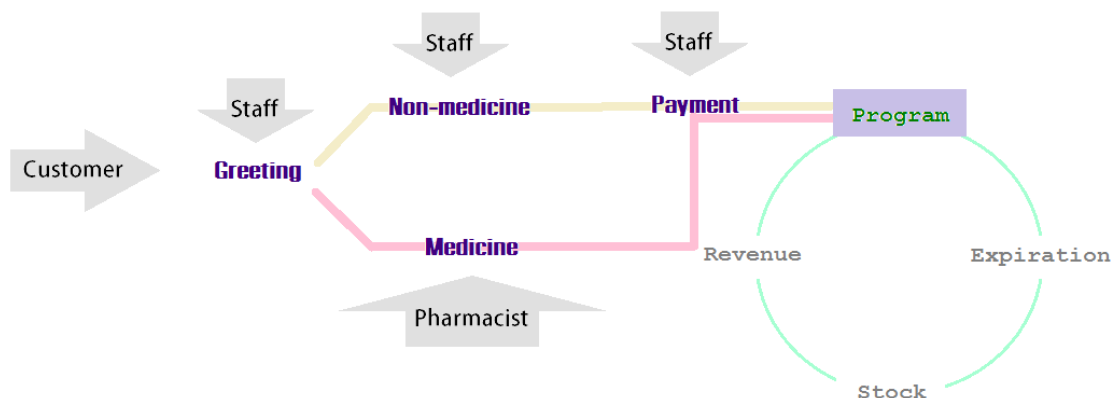 Staff
Staff
Staff
Non-medicine
Payment
Program
Customer
Greeting
Medicine
Revenue
Expiration
Pharmacist
Stock